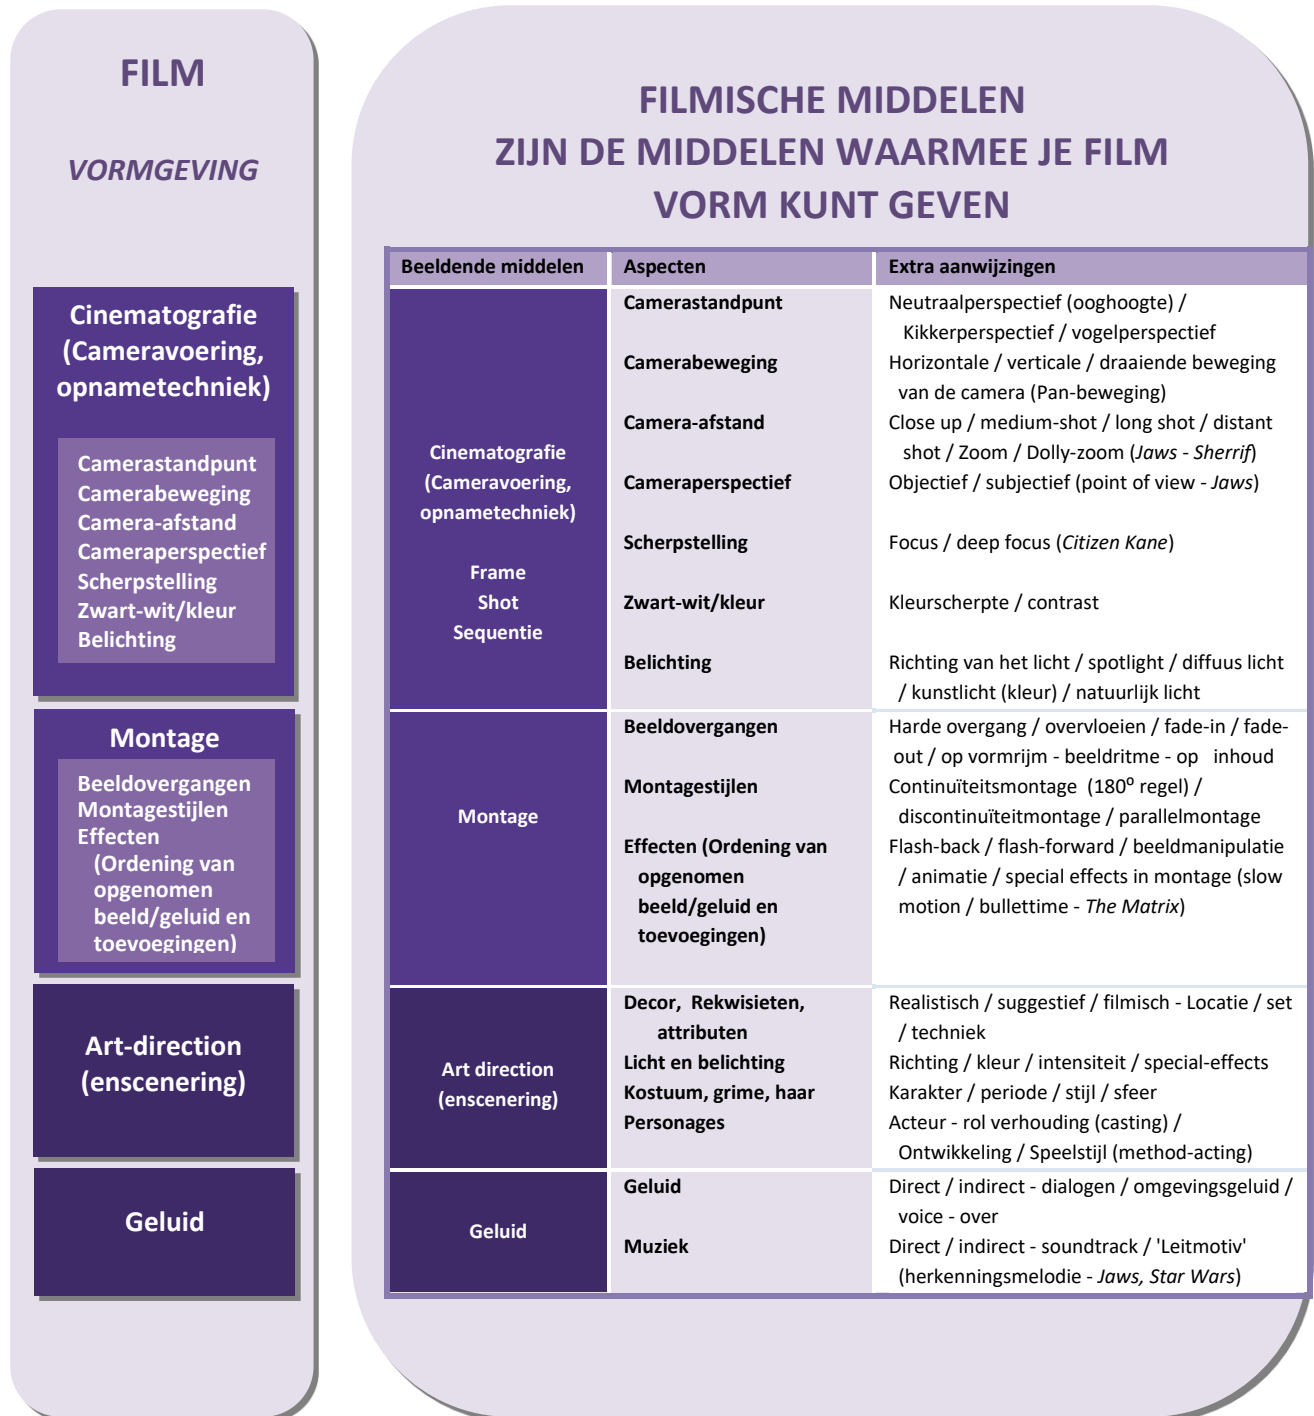 FILM
VORMGEVING
Cinematografie
(Cameravoering,
opnametechniek)
Camerastandpunt
Camerabeweging
Camera-afstand
Cameraperspectief
Scherpstelling
Zwart-wit/kleur
Belichting
Montage
Beeldovergangen
Montagestijlen
Effecten
(Ordening van
opgenomen
beeld/geluid en
toevoegingen)
Art-direction
(enscenering)
Geluid
FILMISCHE MIDDELEN
ZIJN DE MIDDELEN WAARMEE JE FILM
VORM KUNT GEVEN
Beeldende middelen Aspecten Extra aanwijzingen
Cinematografie
(Cameravoering,
opnametechniek)
Frame
Shot
Sequentie
Camerastandpunt Neutraalperspectief (ooghoogte) /
Kikkerperspectief / vogelperspectief
Camerabeweging Horizontale / verticale / draaiende beweging
van de camera (Pan-beweging)
Camera-afstand Close up / medium-shot / long shot / distant
shot / Zoom / Dolly-zoom (Jaws - Sherrif)
Cameraperspectief Objectief / subjectief (point of view - Jaws)
Scherpstelling Focus / deep focus (Citizen Kane)
Zwart-wit/kleur Kleurscherpte / contrast
Belichting Richting van het licht / spotlight / diffuus licht
/ kunstlicht (kleur) / natuurlijk licht
Montage
Beeldovergangen Harde overgang / overvloeien / fade-in / fade-
out / op vormrijm - beeldritme - op inhoud
Montagestijlen Continuïteitsmontage (180⁰ regel) /
discontinuïteitmontage / parallelmontage
Effecten (Ordening van Flash-back / flash-forward / beeldmanipulatie
opgenomen / animatie / special effects in montage (slow
beeld/geluid en motion / bullettime - The Matrix)
toevoegingen)
Art direction
(enscenering)
Decor, Rekwisieten, Realistisch / suggestief / filmisch - Locatie / set
attributen / techniek
Licht en belichting Richting / kleur / intensiteit / special-effects
Kostuum, grime, haar Karakter / periode / stijl / sfeer
Personages Acteur - rol verhouding (casting) /
Ontwikkeling / Speelstijl (method-acting)
Geluid
Geluid Direct / indirect - dialogen / omgevingsgeluid /
voice - over
Muziek Direct / indirect - soundtrack / 'Leitmotiv'
(herkenningsmelodie - Jaws, Star Wars)